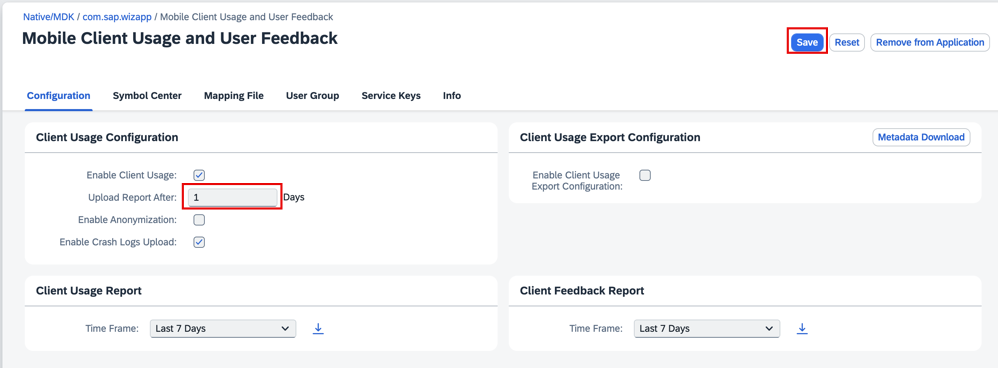 Native/MDK / com.sap.wizapp / Mobile Client Usage and User Feedback
Mobile Client Usage and User Feedback
Save Reset Remove from Application
Configuration Symbol Center Mapping File User Group Service Keys Info
Client Usage Configuration
Enable Client Usage:
Upload Report After: 1 Days
Enable Anonymization:
Enable Crash Logs Upload:
Client Usage Export Configuration Metadata Download
Enable Client Usage
Export Configuration:
Client Usage Report
Time Frame: Last 7 Days
Client Feedback Report
Time Frame: Last 7 Days